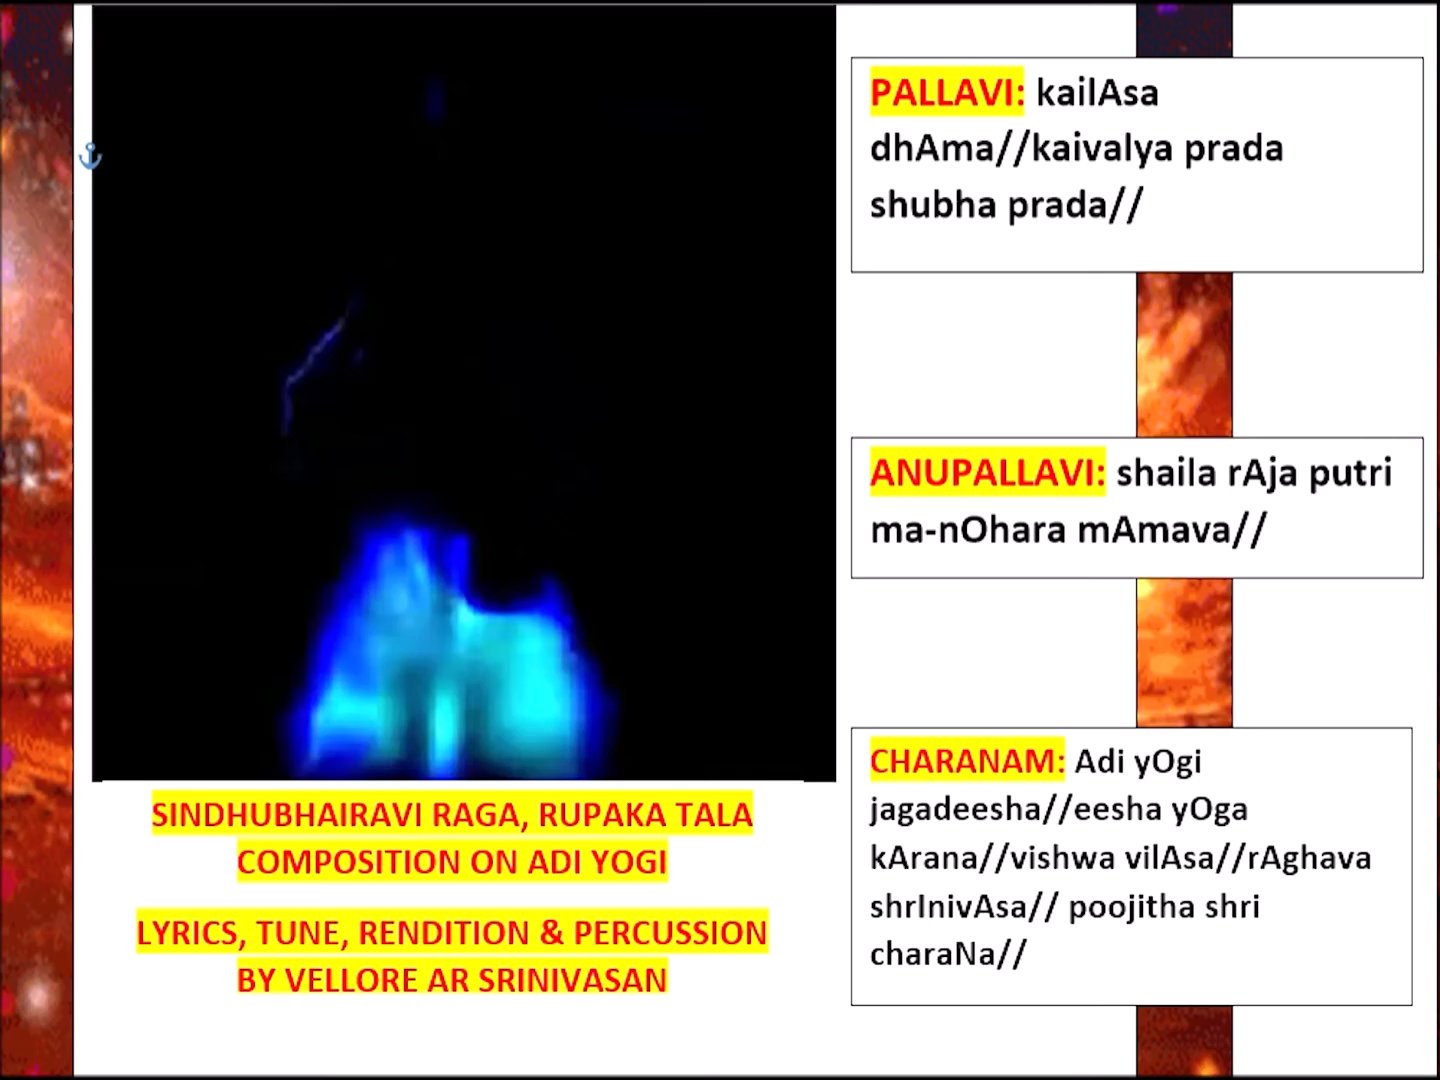 PALLAVI: kailAsa
dhAma//kaivalya prada
shubha prada//
ANUPALLAVI: shaila rAja putri
ma-nOhara mAmava//
CHARANAM: Adi yOgi
jagadeesha//eesha yOga
kArana//vishwa vilAsa//rAghava
shrInivAsa// poojitha shri
charaNa//
SINDHUBHAIRAVI RAGA, RUPAKA TALA
COMPOSITION ON ADI YOGI
LYRICS, TUNE, RENDITION & PERCUSSION
BY VELLORE AR SRINIVASAN